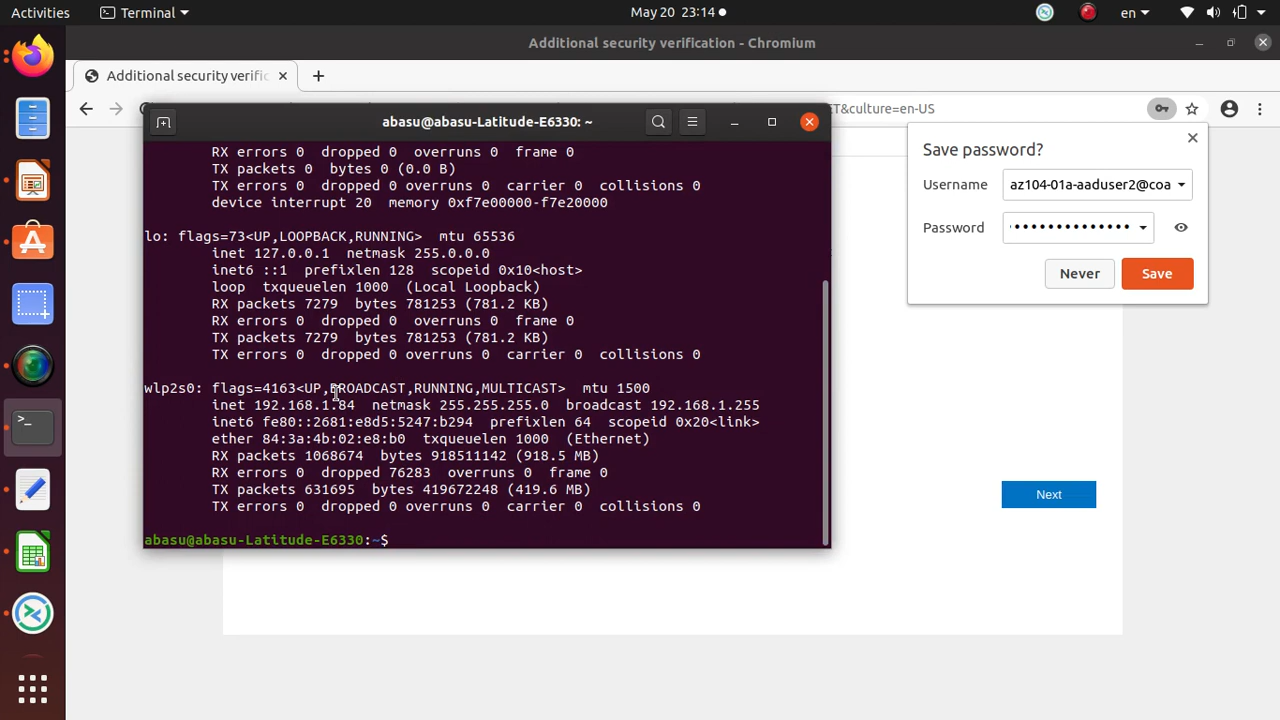 Activities
Terminal
May 20 23:14
en
Additional security verification - Chromium
Additional security verific
ET&culture=en-US
abasu@abasu-Latitude-E6330: ~
RX errors 0 dropped 0 overruns 0 frame 0
TX packets 0 bytes 0 (0.0 B)
TX errors 0 dropped 0 overruns 0 carrier 0 collisions 0
device interrupt 20 memory 0xf7e00000-f7e20000
lo: flags=73<UP,LOOPBACK,RUNNING> mtu 65536
inet 127.0.0.1 netmask 255.0.0.0
inet6 ::1 prefixlen 128 scopeid 0x10<host>
loop txqueuelen 1000 (Local Loopback)
RX packets 7279 bytes 781253 (781.2 KB)
RX errors 0 dropped 0 overruns 0 frame 0
TX packets 7279 bytes 781253 (781.2 KB)
TX errors 0 dropped 0 overruns 0 carrier 0 collisions 0
wlp2s0: flags=4163<UP,BROADCAST,RUNNING,MULTICAST> mtu 1500
inet 192.168.1.84 netmask 255.255.255.0 broadcast 192.168.1.255
inet6 fe80::2681:e8d5:5247:b294 prefixlen 64 scopeid 0x20<link>
ether 84:3a:4b:02:e8:b0 txqueuelen 1000 (Ethernet)
RX packets 1068674 bytes 918511142 (918.5 MB)
RX errors 0 dropped 76283 overruns 0 frame 0
TX packets 631695 bytes 419672248 (419.6 MB)
TX errors 0 dropped 0 overruns 0 carrier 0 collisions 0
abasu@abasu-Latitude-E6330:~$
Save password?
Username
az104-01a-aaduser2@coa
Password
Never
Save
Next